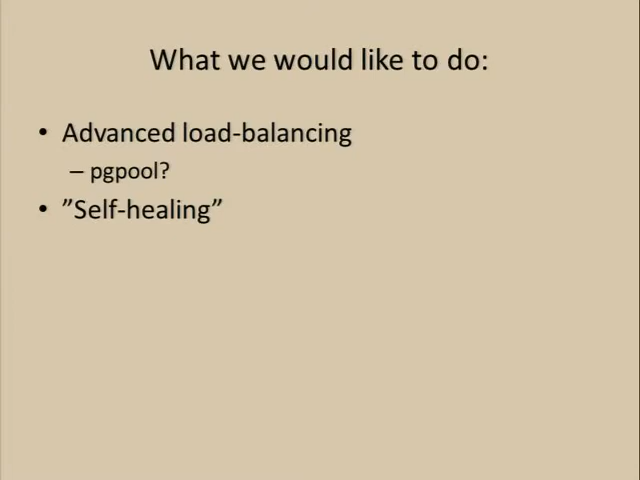 What we would like to do:
• Advanced load-balancing
– pgpool?
• ”Self-healing”